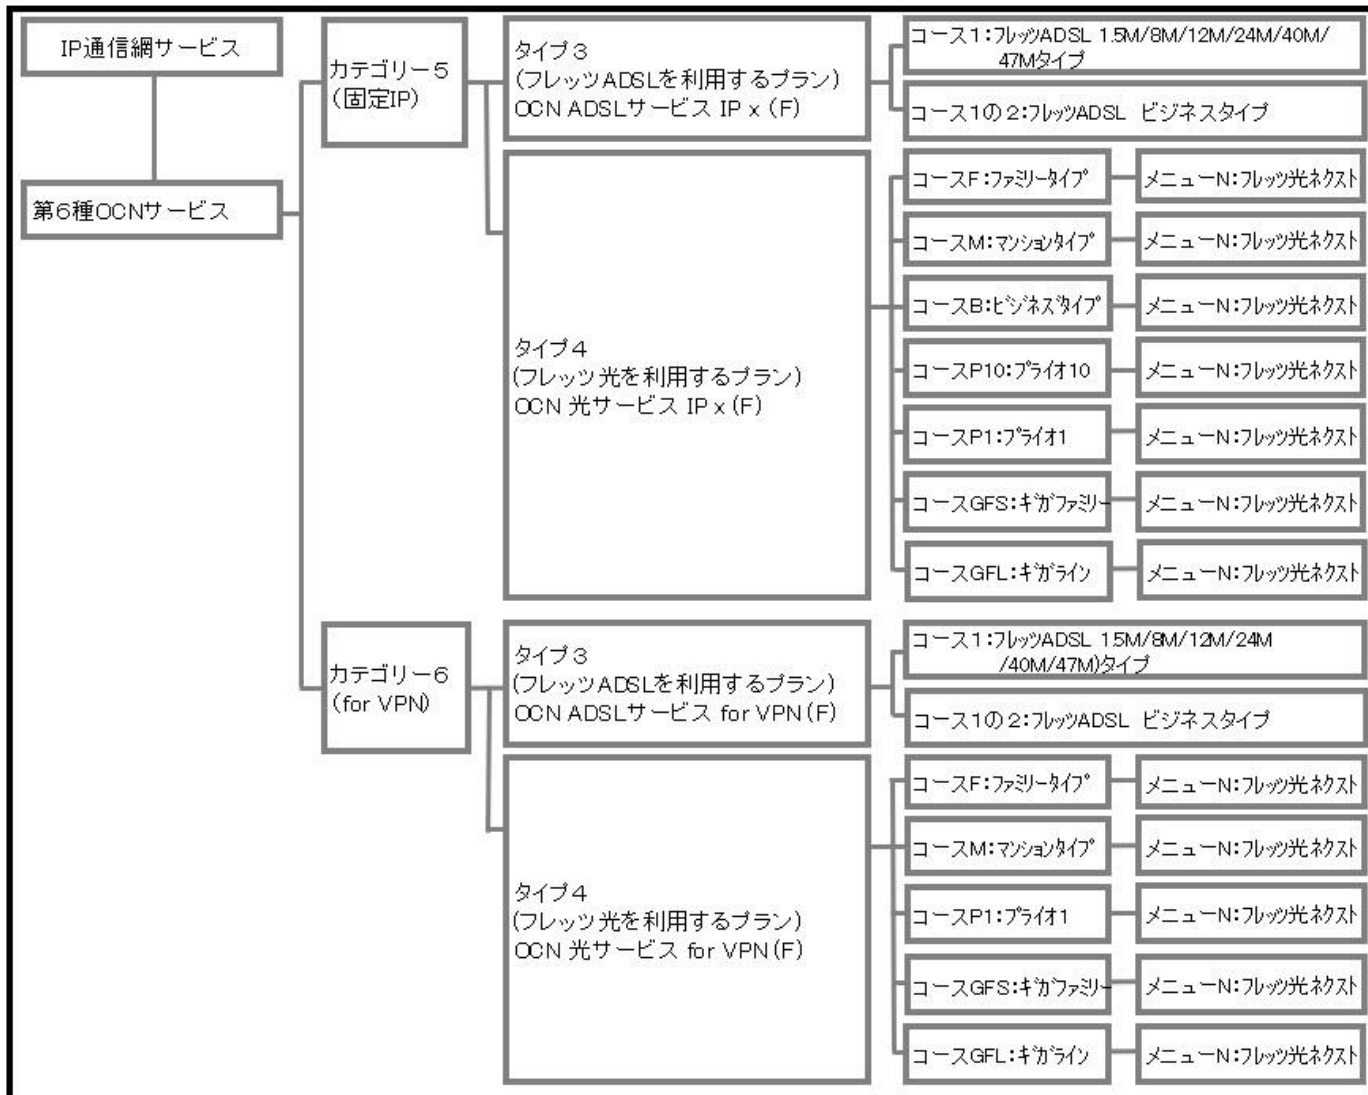 IP通信網サービス
第6種OCNサービス
カテゴリー5
(固定IP)
タイプ3
(フレッツADSLを利用するプラン)
OCN ADSLサービス IP x (F)
コース1:フレッツADSL 1.5M/8M/12M/24M/40M/
47Mタイプ
コース1の2:フレッツADSL ビジネスタイプ
タイプ4
(フレッツ光を利用するプラン)
OCN 光サービス IP x (F)
コースF:ファミリータイプ
メニューN:フレッツ光ネクスト
コースM:マンションタイプ
メニューN:フレッツ光ネクスト
コースB:ビジネスタイプ
メニューN:フレッツ光ネクスト
コースP10:プライオ10
メニューN:フレッツ光ネクスト
コースP1:プライオ1
メニューN:フレッツ光ネクスト
コースGFS:ギガファミリー
メニューN:フレッツ光ネクスト
コースGFL:ギガライン
メニューN:フレッツ光ネクスト
カテゴリー6
(for VPN)
タイプ3
(フレッツADSLを利用するプラン)
OCN ADSLサービス for VPN(F)
コース1:フレッツADSL 1.5M/8M/12M/24M
/40M/47M)タイプ
コース1の2:フレッツADSL ビジネスタイプ
タイプ4
(フレッツ光を利用するプラン)
OCN 光サービス for VPN(F)
コースF:ファミリータイプ
メニューN:フレッツ光ネクスト
コースM:マンションタイプ
メニューN:フレッツ光ネクスト
コースP1:プライオ1
メニューN:フレッツ光ネクスト
コースGFS:ギガファミリー
メニューN:フレッツ光ネクスト
コースGFL:ギガライン
メニューN:フレッツ光ネクスト